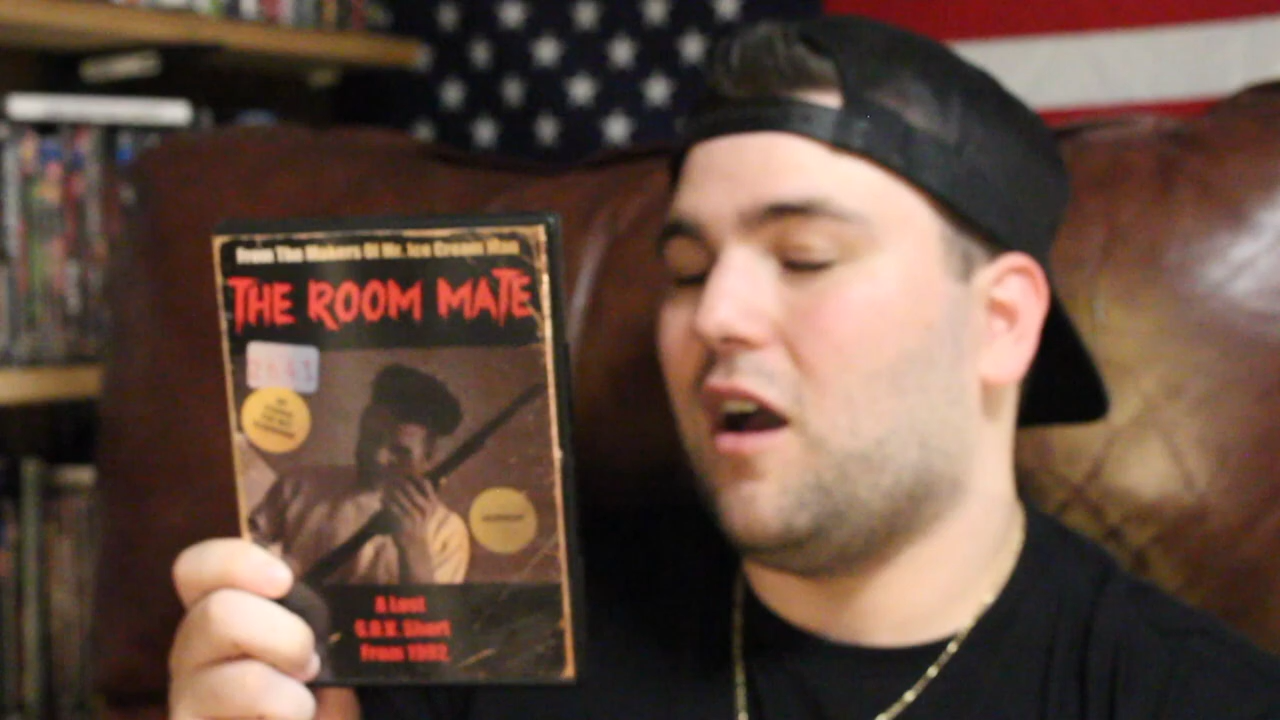 From The Makers Of Mr. Ice Cream Man
THE ROOM MATE
A Lost
S.O.V. Short
From 1992